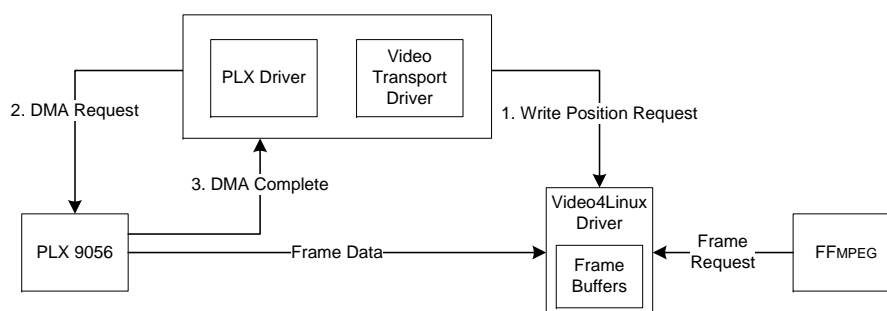 PLX Driver
Video
Transport
Driver
2. DMA Request
1. Write Position Request
3. DMA Complete
Video4Linux
Driver
PLX 9056
Frame Data
Frame
Buffers
Frame
Request
FFMPEG